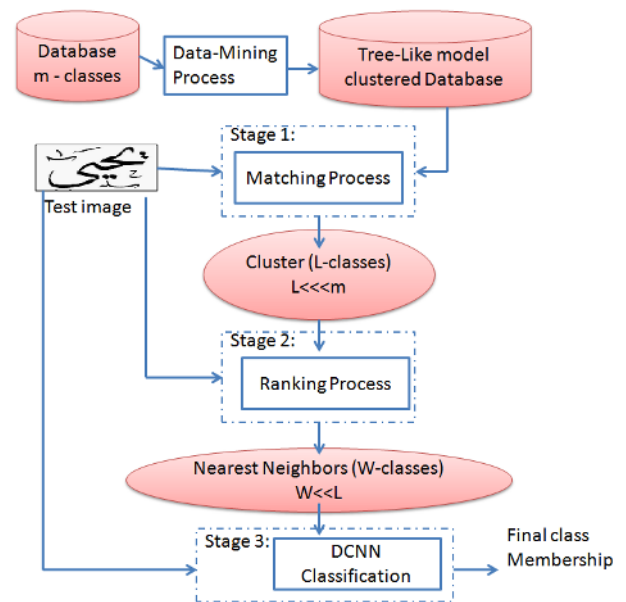 Database
m - classes
Data-Mining
Process
Tree-Like model
clustered Database
Stage 1:
Matching Process
يحيى
Test image
Cluster (L-classes)
L<<<m
Stage 2:
Ranking Process
Nearest Neighbors (W-classes)
W<<L
Stage 3:
DCNN
Classification
Final class
Membership